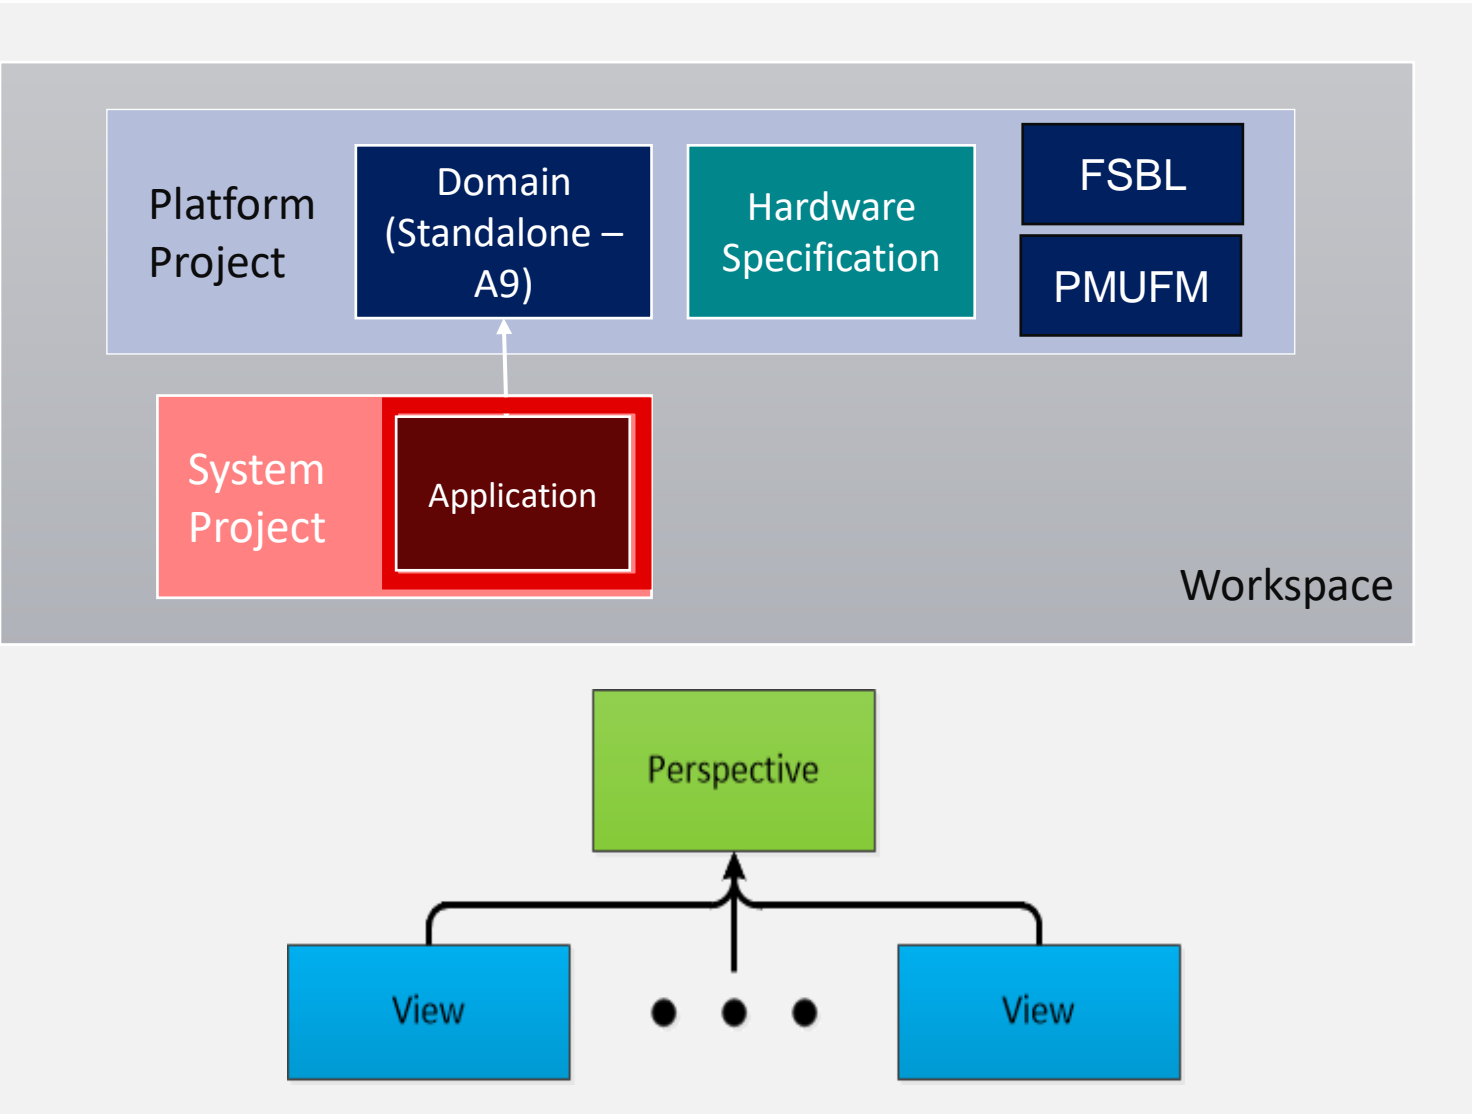 Platform
Project
Domain
(Standalone –
A9)
Hardware
Specification
FSBL
PMUFM
System
Project
Application
Workspace
Perspective
View
View